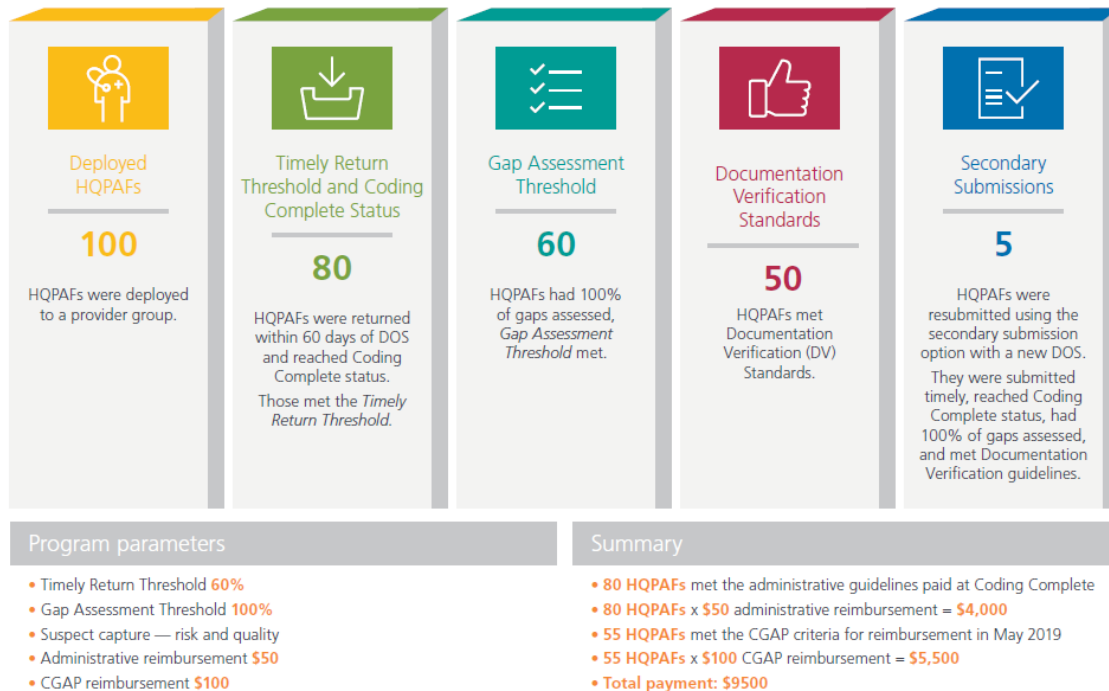 Deployed
HQPAFs
100
HQPAFs were deployed
to a provider group.
Timely Return
Threshold and Coding
Complete Status
80
HQPAFs were returned
within 60 days of DOS
and reached Coding
Complete status.
Those met the Timely
Return Threshold.
Gap Assessment
Threshold
60
HQPAFs had 100%
of gaps assessed,
Gap Assessment
Threshold met.
Documentation
Verification
Standards
50
HQPAFs met
Documentation
Verification (DV)
Standards.
Secondary
Submissions
5
HQPAFs were
resubmitted using the
secondary submission
option with a new DOS.
They were submitted
timely, reached Coding
Complete status, had
100% of gaps assessed,
and met Documentation
Verification guidelines.
Program parameters
• Timely Return Threshold 60%
• Gap Assessment Threshold 100%
• Suspect capture — risk and quality
• Administrative reimbursement $50
• CGAP reimbursement $100
Summary
• 80 HQPAFs met the administrative guidelines paid at Coding Complete
• 80 HQPAFs x $50 administrative reimbursement = $4,000
• 55 HQPAFs met the CGAP criteria for reimbursement in May 2019
• 55 HQPAFs x $100 CGAP reimbursement = $5,500
• Total payment: $9500